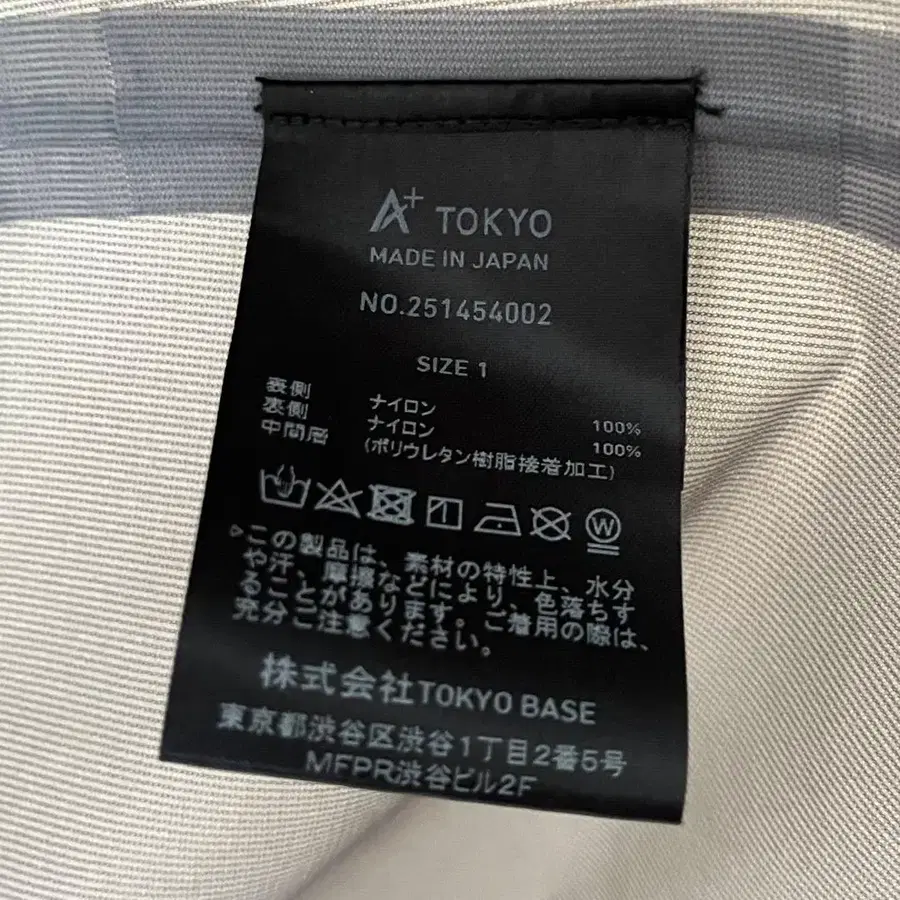 A+ TOKYO
MADE IN JAPAN
NO.251454002
SIZE 1
表側 ナイロン 100%
裏側 ナイロン 100%
中間層 (ポリウレタン樹脂接着加工)
W
▷この製品は、素材の特性上、水分
や汗、摩擦などにより、色落ちす
ることがあります。ご着用の際は、
充分ご注意ください。
株式会社TOKYO BASE
東京都渋谷区渋谷1丁目2番5号
MFPR渋谷ビル2F